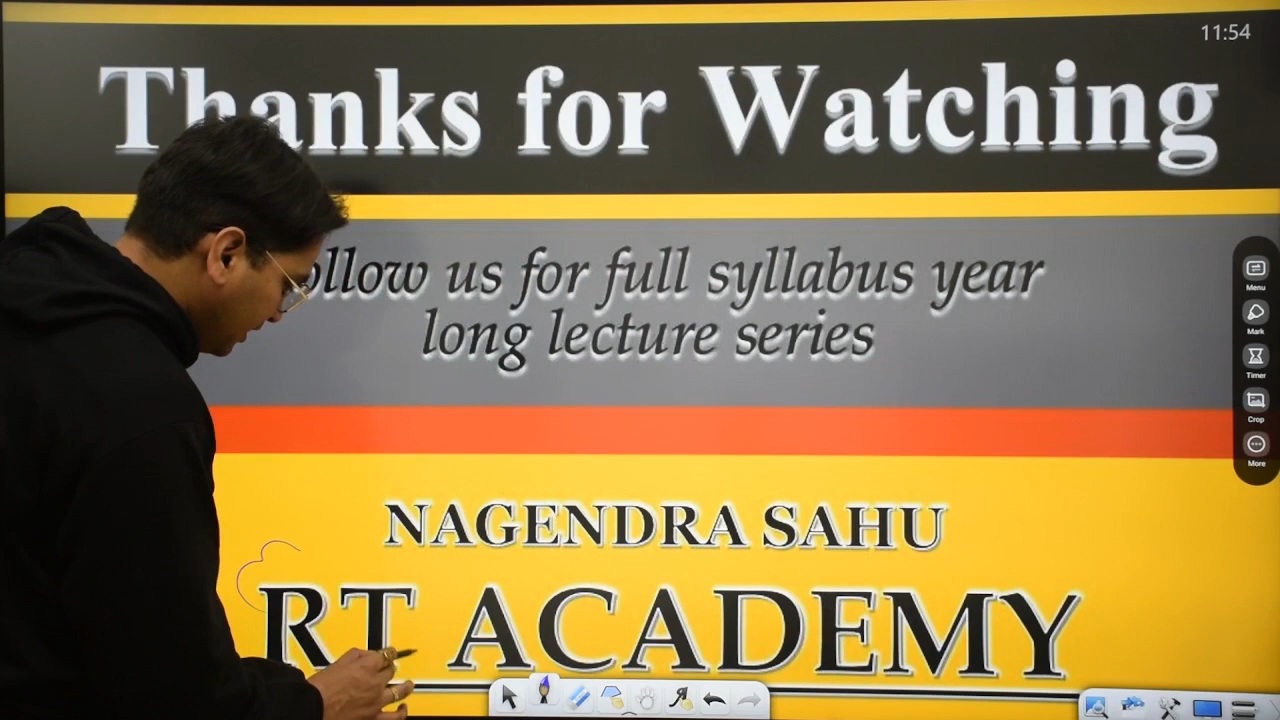 11:54
Thanks for Watching
ollow us for full syllabus year
long lecture series
Menu
Mark
Timer
Crop
More
NAGENDRA SAHU
RT ACADEMY